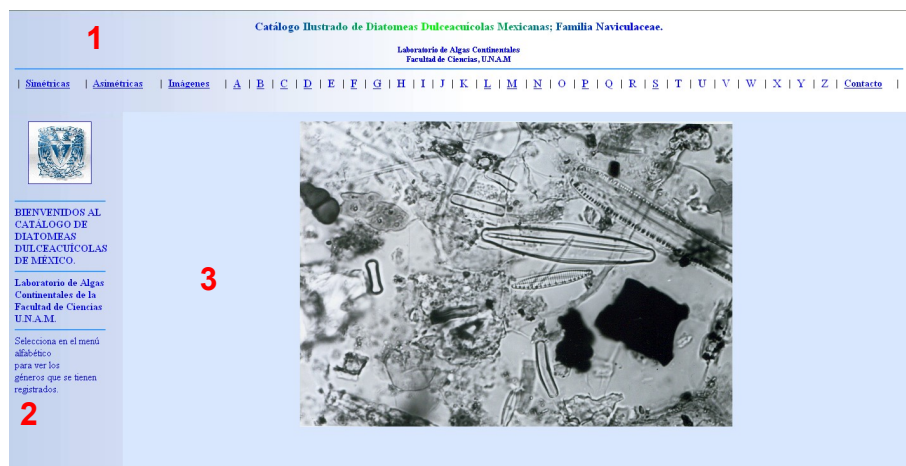 Catálogo Ilustrado de Diatomeas Dulceacuícolas Mexicanas; Familia Naviculaceae.
1
Laboratorio de Algas Continentales
Facultad de Ciencias, U.N.A.M
| Simétricas | Asimétricas | Imágenes | A | B | C | D | E | F | G | H | I | J | K | L | M | N | O | P | Q | R | S | T | U | V | W | X | Y | Z | Contacto |
BIENVENIDOS AL
CATÁLOGO DE
DIATOMEAS
DULCEACUÍCOLAS
DE MÉXICO.
Laboratorio de Algas
Continentales de la
Facultad de Ciencias
U.N.A.M.
Selecciona en el menú
alfabético
para ver los
géneros que se tienen
registrados.
2
3